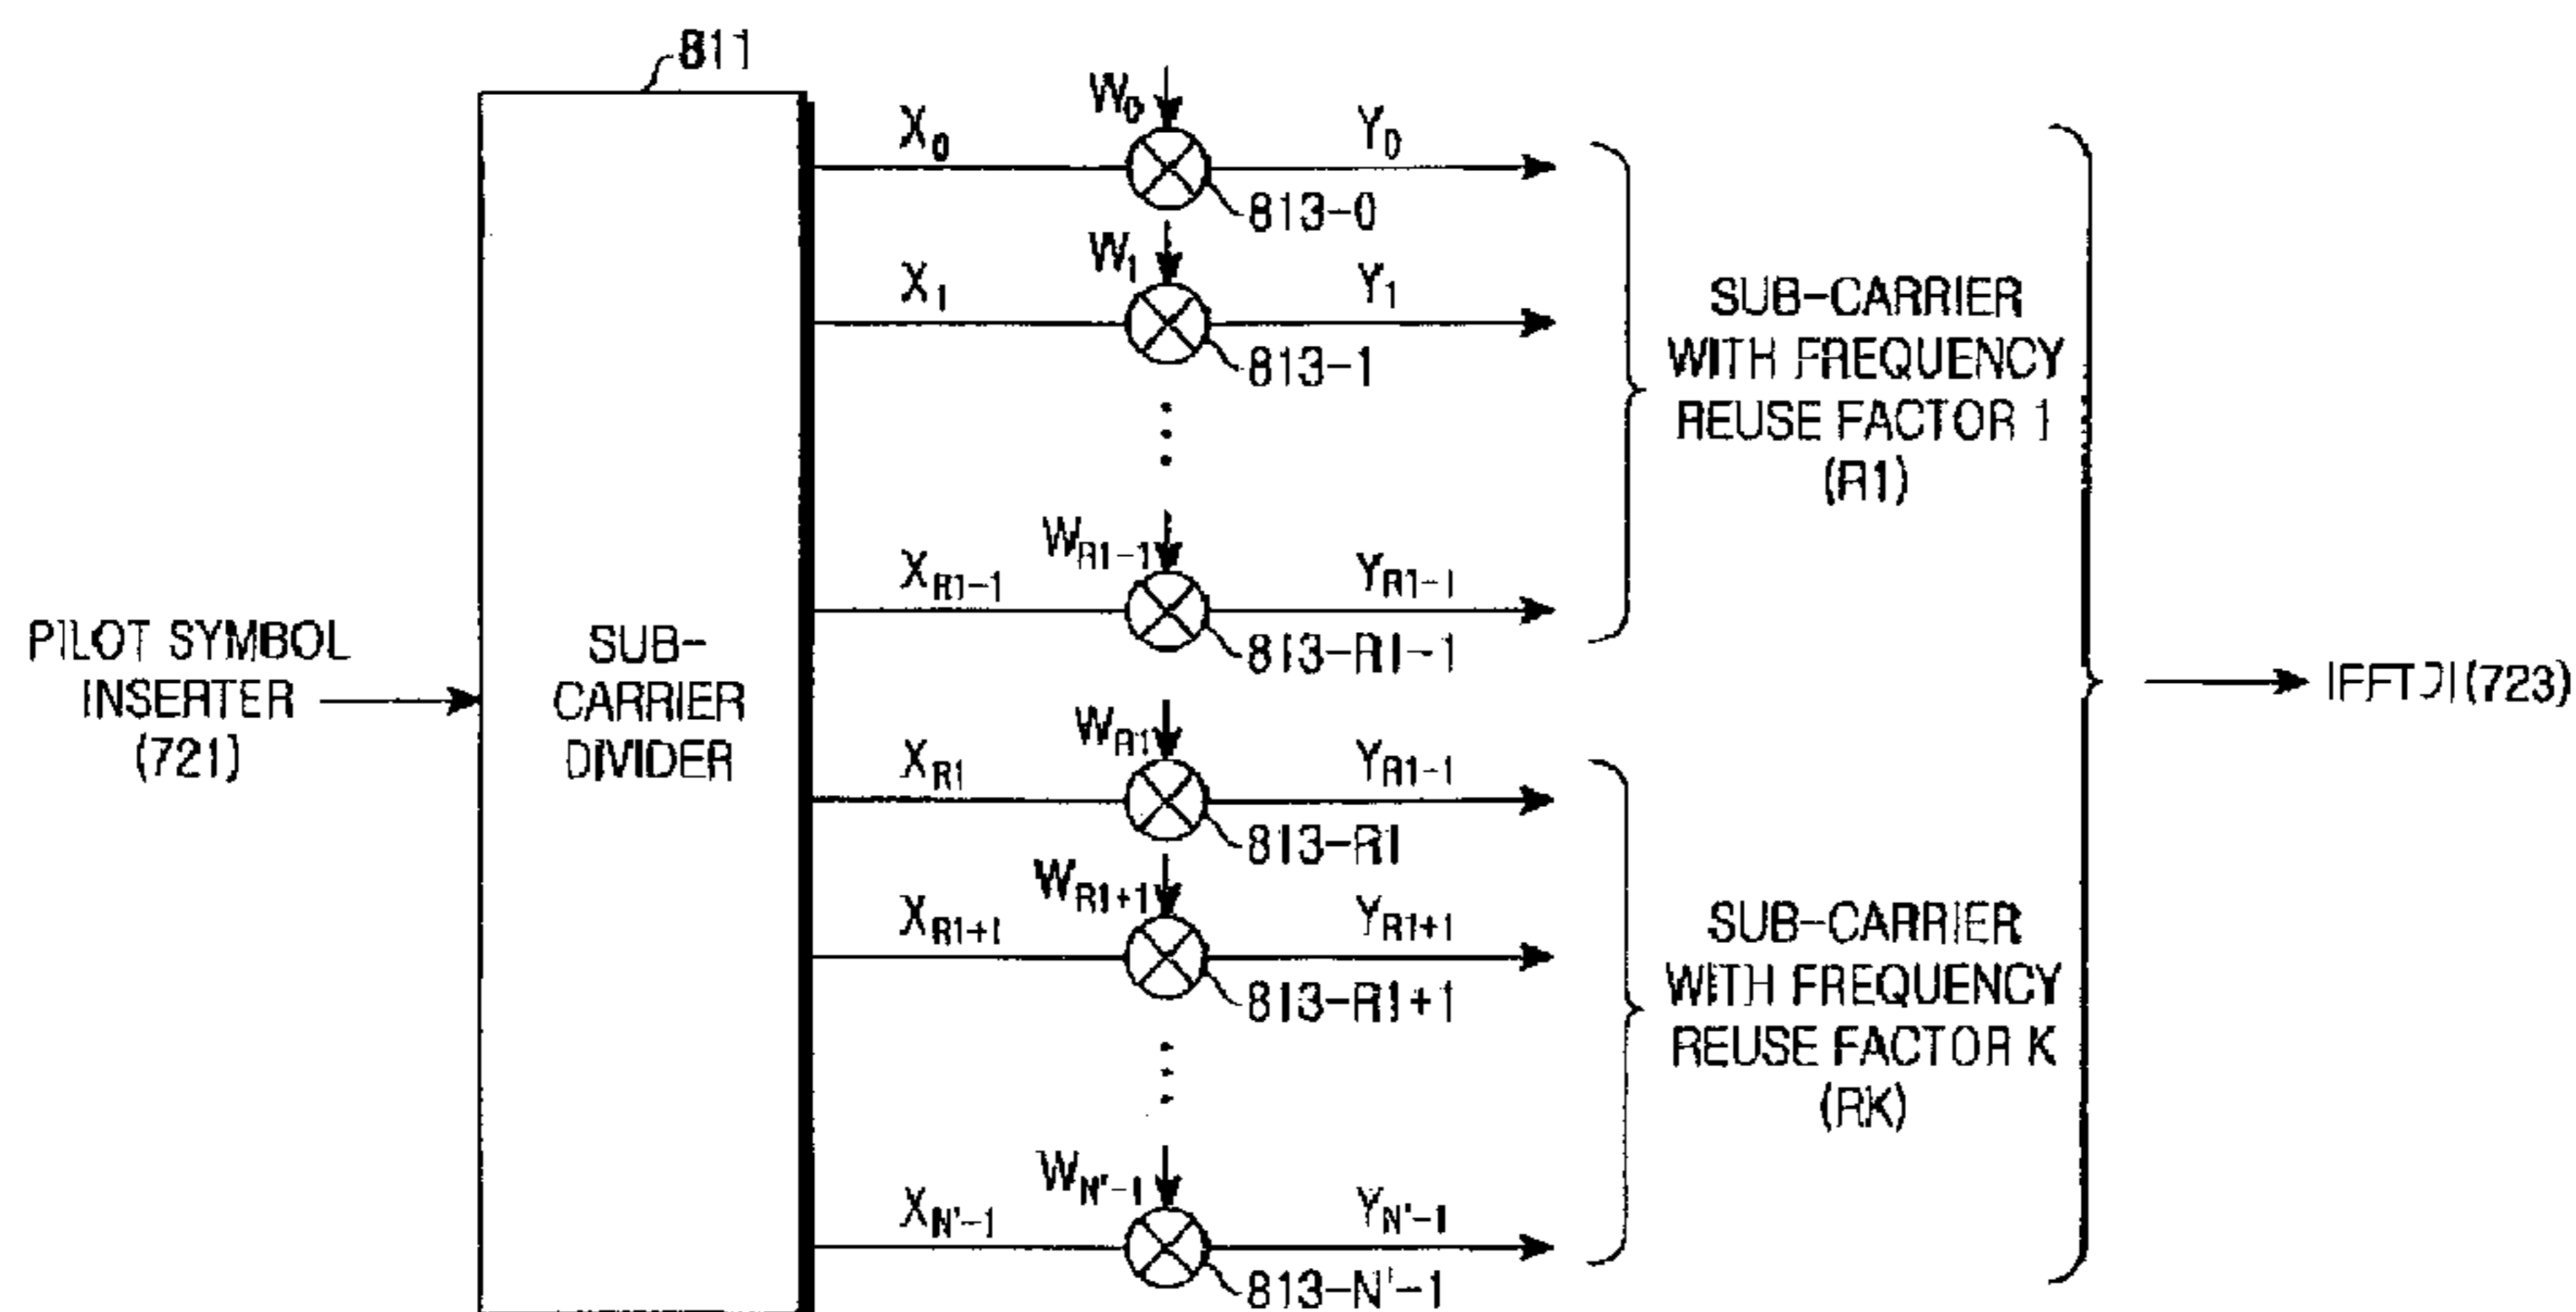 811
W0
X0
Y0
813-0
W1
X1
Y1
813-1
WR1-1
XR1-1
YR1-1
813-R1-1
SUB-CARRIER
WITH FREQUENCY
REUSE FACTOR 1
(R1)
PILOT SYMBOL
INSERTER
(721)
SUB-
CARRIER
DIVIDER
(723)
WR1
XR1
YR1-1
813-R1
WR1+1
XR1+1
YR1+1
813-R1+1
SUB-CARRIER
WITH FREQUENCY
REUSE FACTOR K
(RK)
WN'-1
XN'-1
YN'-1
813-N'-1